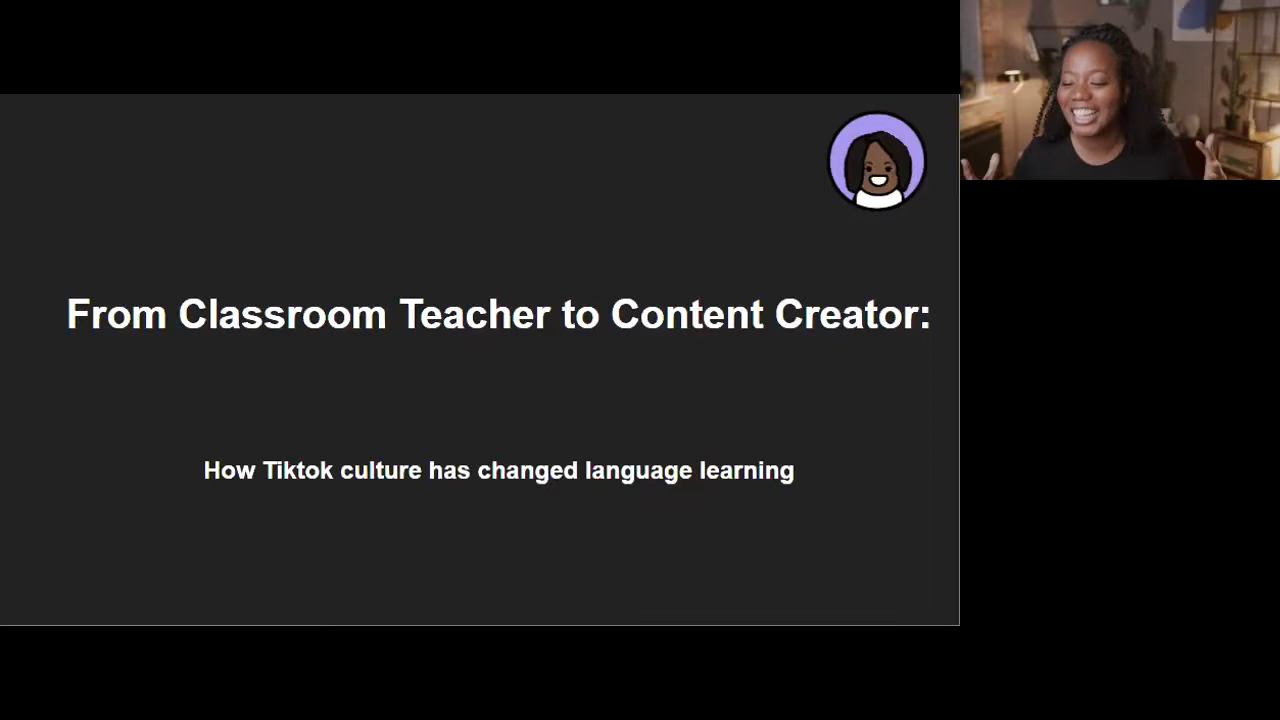 From Classroom Teacher to Content Creator:
How Tiktok culture has changed language learning